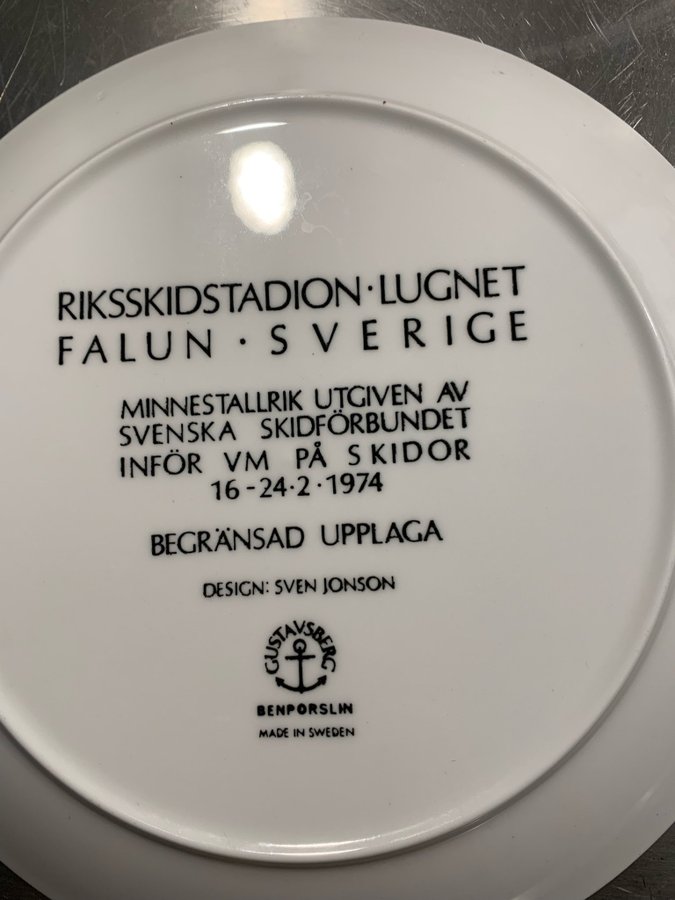 RIKSSKIDSTADION·LUGNET
FALUN · SVERIGE
MINNESTALLRIK UTGIVEN AV
SVENSKA SKIDFÖRBUNDET
INFÖR VM PÅ SKIDOR
16-24·2·1974
BEGRÄNSAD UPPLAGA
DESIGN: SVEN JONSON
GUSTAVSBERG
BENPORSLIN
MADE IN SWEDEN